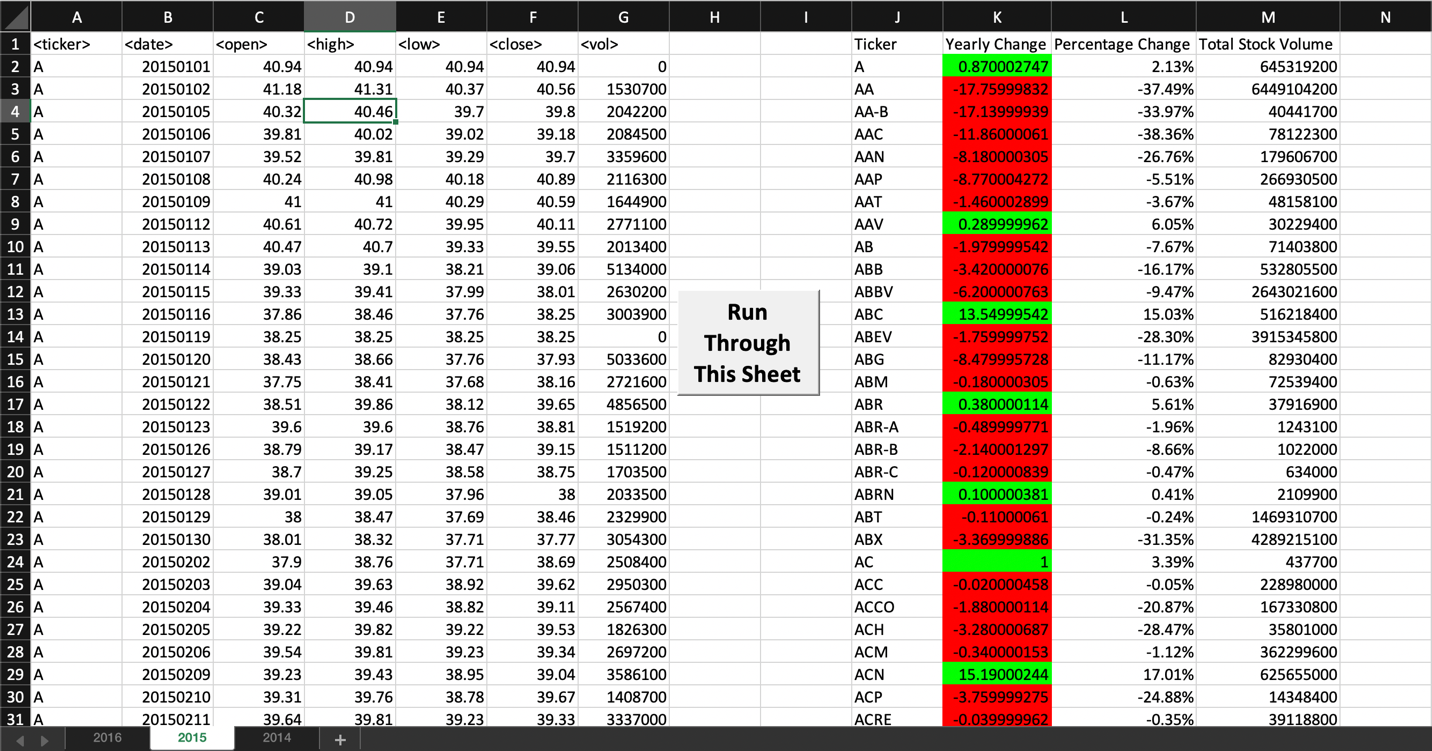 A B C D E F G H I J K L M N
1 <ticker> <date> <open> <high> <low> <close> <vol> Ticker Yearly Change Percentage Change Total Stock Volume
2 A 20150101 40.94 40.94 40.94 40.94 0 A 0.870002747 2.13% 645319200
3 A 20150102 41.18 41.31 40.37 40.56 1530700 AA -17.75999832 -37.49% 6449104200
4 A 20150105 40.32 40.46 39.7 39.8 2042200 AA-B -17.13999939 -33.97% 40441700
5 A 20150106 39.81 40.02 39.02 39.18 2084500 AAC -11.86000061 -38.36% 78122300
6 A 20150107 39.52 39.81 39.29 39.7 3359600 AAN -8.180000305 -26.76% 179606700
7 A 20150108 40.24 40.98 40.18 40.89 2116300 AAP -8.770004272 -5.51% 266930500
8 A 20150109 41 41 40.29 40.59 1644900 AAT -1.460002899 -3.67% 48158100
9 A 20150112 40.61 40.72 39.95 40.11 2771100 AAV 0.289999962 6.05% 30229400
10 A 20150113 40.47 40.7 39.33 39.55 2013400 AB -1.979999542 -7.67% 71403800
11 A 20150114 39.03 39.1 38.21 39.06 5134000 ABB -3.420000076 -16.17% 532805500
12 A 20150115 39.33 39.41 37.99 38.01 2630200 ABBV -6.200000763 -9.47% 2643021600
13 A 20150116 37.86 38.46 37.76 38.25 3003900 ABC 13.54999542 15.03% 516218400
14 A 20150119 38.25 38.25 38.25 38.25 0 ABEV -1.759999752 -28.30% 3915345800
15 A 20150120 38.43 38.66 37.76 37.93 5033600 ABG -8.479995728 -11.17% 82930400
16 A 20150121 37.75 38.41 37.68 38.16 2721600 ABM -0.180000305 -0.63% 72539400
17 A 20150122 38.51 39.86 38.12 39.65 4856500 ABR 0.380000114 5.61% 37916900
18 A 20150123 39.6 39.6 38.76 38.81 1519200 ABR-A -0.489999771 -1.96% 1243100
19 A 20150126 38.79 39.17 38.47 39.15 1511200 ABR-B -2.140001297 -8.66% 1022000
20 A 20150127 38.7 39.25 38.58 38.75 1703500 ABR-C -0.120000839 -0.47% 634000
21 A 20150128 39.01 39.05 37.96 38 2033500 ABRN 0.100000381 0.41% 2109900
22 A 20150129 38 38.47 37.69 38.46 2329900 ABT -0.11000061 -0.24% 1469310700
23 A 20150130 38.01 38.32 37.71 37.77 3054300 ABX -3.369999886 -31.35% 4289215100
24 A 20150202 37.9 38.76 37.71 38.69 2508400 AC 1 3.39% 437700
25 A 20150203 39.04 39.63 38.92 39.62 2950300 ACC -0.020000458 -0.05% 228980000
26 A 20150204 39.33 39.46 38.82 39.11 2567400 ACCO -1.880000114 -20.87% 167330800
27 A 20150205 39.22 39.82 39.22 39.53 1826300 ACH -3.280000687 -28.47% 35801000
28 A 20150206 39.54 39.81 39.23 39.34 2697200 ACM -0.340000153 -1.12% 362299600
29 A 20150209 39.23 39.43 38.95 39.04 3586100 ACN 15.19000244 17.01% 625655000
30 A 20150210 39.31 39.76 38.78 39.67 1408700 ACP -3.759999275 -24.88% 14348400
31 A 20150211 39.64 39.81 39.23 39.33 3337000 ACRE -0.039999962 -0.35% 39118800
Run
Through
This Sheet
2016 2015 2014 +